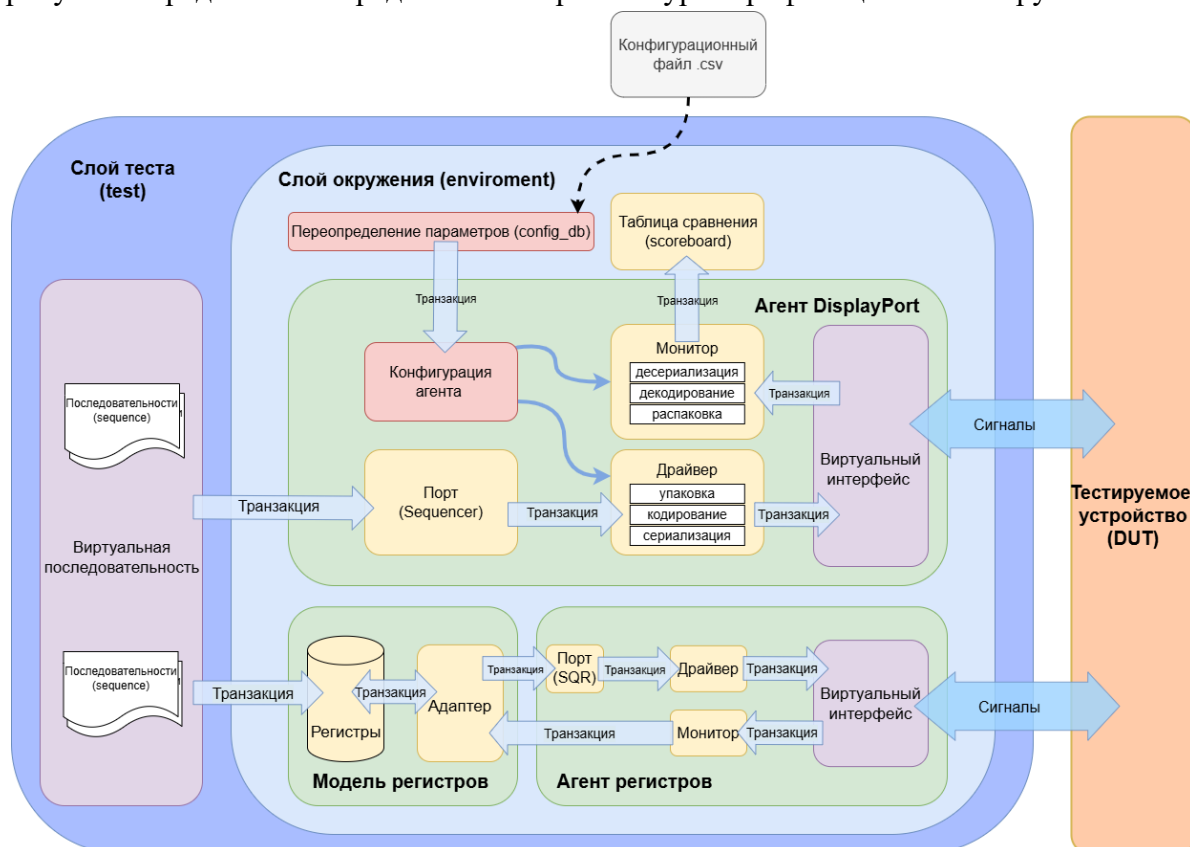 Конфигурационный
файл .csv
Слой теста
(test)
Слой окружения (enviroment)
Переопределение параметров (config_db)
Таблица сравнения
(scoreboard)
Транзакция
Транзакция
Агент DisplayPort
Конфигурация
агента
Монитор
десериализация
декодирование
распаковка
Транзакция
Последовательности
(sequence)
Сигналы
Виртуальный
интерфейс
Драйвер
упаковка
кодирование
сериализация
Порт
(Sequencer)
Транзакция
Транзакция
Транзакция
Тестируемое
устройство
(DUT)
Виртуальная
последовательность
Последовательности
(sequence)
Транзакция
Регистры
Транзакция
Адаптер
Транзакция
Порт
(SQR)
Транзакция
Драйвер
Транзакция
Виртуальный
интерфейс
Сигналы
Транзакция
Монитор
Транзакция
Модель регистров
Агент регистров